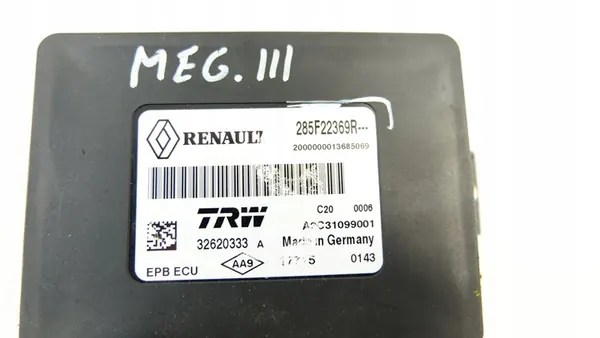 MEG. III
RENAULT 285F22369R---
2000000013685069
TRW C20 0006
A2C31099001
32620333 A Made in Germany
EPB ECU AA9 0143